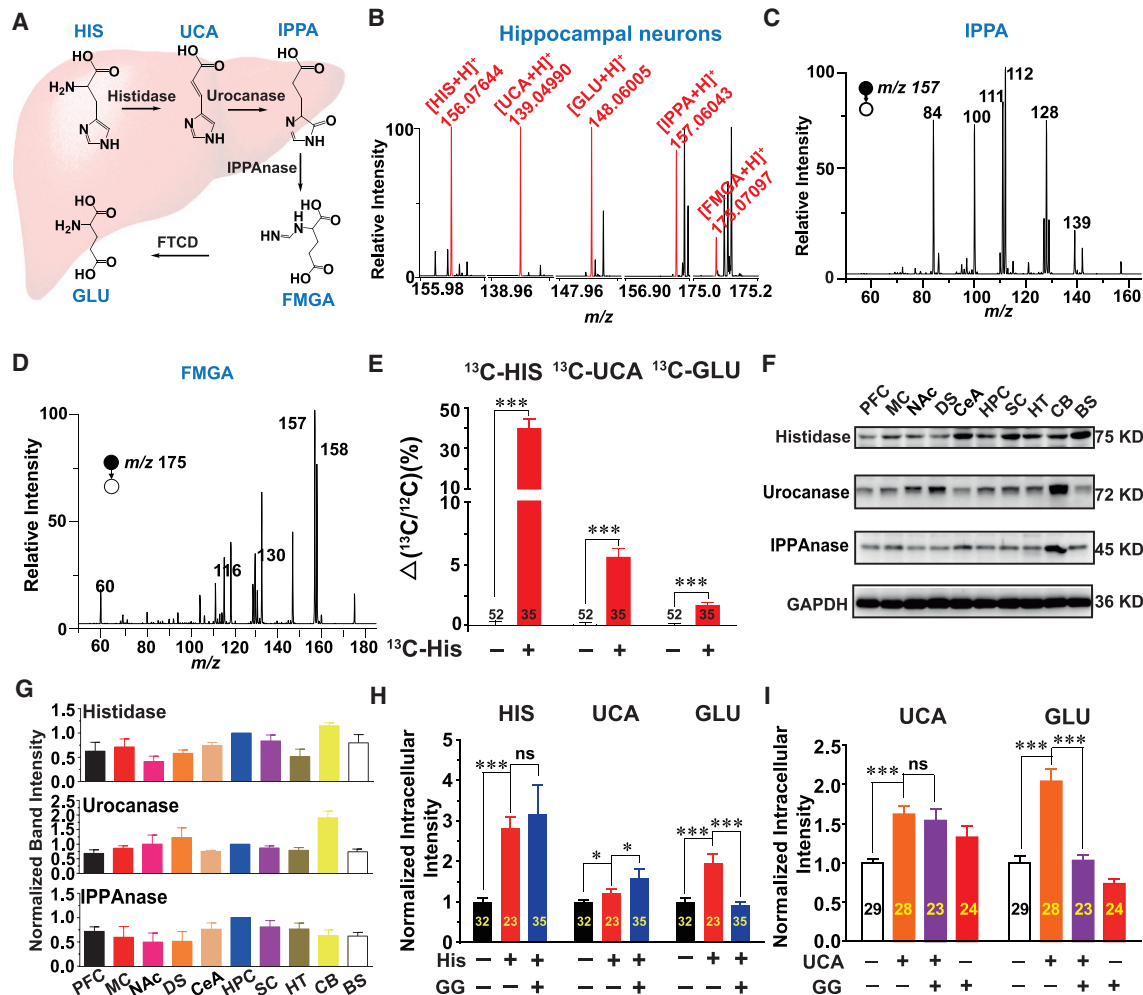 A
HIS
UCA
IPPA
HO
O
H₂N
Histidase
Urocanase
N
NH
HO
O
N
NH
HO
O
N
NH
O
IPPAnase
HO
O
H₂N
HO
O
GLU
FTCD
HO
O
H
N
HN
HO
O
FMGA
B
Hippocampal neurons
[HIS+H]⁺
156.07644
[UCA+H]⁺
139.04990
[GLU+H]⁺
148.06005
[IPPA+H]⁺
157.06043
[FMGA+H]⁺
175.07097
Relative Intensity
100
0
155.98 138.96 147.96 156.90 175.0 175.2
m/z
C
IPPA
m/z 157
Relative Intensity
100
50
0
84
100
111
112
128
139
60 80 100 120 140 160
m/z
D
FMGA
m/z 175
Relative Intensity
100
50
0
60
116
130
157
158
60 80 100 120 140 160 180
m/z
E
¹³C-HIS ¹³C-UCA ¹³C-GLU
△(¹³C/¹²C)(%)
50
40
30
20
10
5
0
*** *** ***
52 35 52 35 52 35
¹³C-His − + − + − +
F
PFC MC NAc DS CeA HPC SC HT CB BS
Histidase 75 KD
Urocanase 72 KD
IPPAnase 45 KD
GAPDH 36 KD
G
Normalized Band Intensity
Histidase
1.5
1.0
0.5
0.0
Urocanase
2.0
1.5
1.0
0.5
0.0
IPPAnase
1.5
1.0
0.5
0.0
PFC MC NAc DS CeA HPC SC HT CB BS
H
HIS UCA GLU
Normalized Intracellular
Intensity
5
4
3
2
1
0
*** ns * * *** ***
32 23 35 32 23 35 32 23 35
His − + + − + + − + +
GG − − + − − + − − +
I
UCA GLU
Normalized Intracellular
Intensity
2.5
2.0
1.5
1.0
0.5
0.0
*** ns *** ***
29 28 23 24 29 28 23 24
UCA − + + − − + + −
GG − − + + − − + +